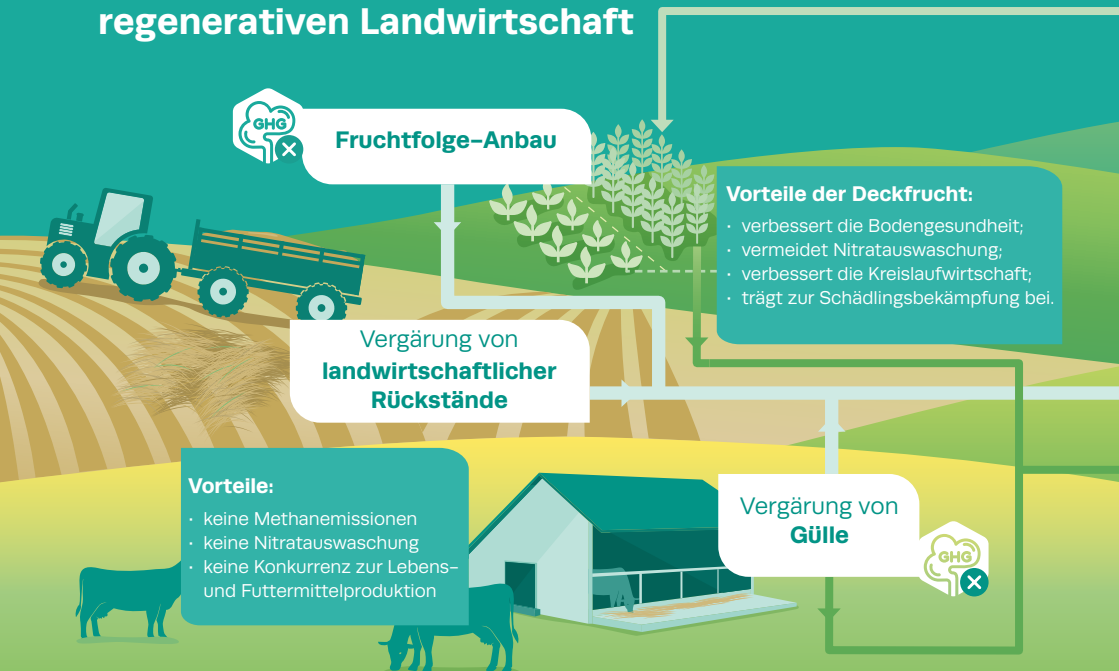 regenerativen Landwirtschaft
GHG
Fruchtfolge-Anbau
Vorteile der Deckfrucht:
· verbessert die Bodengesundheit;
· vermeidet Nitratauswaschung;
· verbessert die Kreislaufwirtschaft;
· trägt zur Schädlingsbekämpfung bei.
Vergärung von
landwirtschaftlicher
Rückstände
Vorteile:
· keine Methanemissionen
· keine Nitratauswaschung
· keine Konkurrenz zur Lebens-
und Futtermittelproduktion
Vergärung von
Gülle
GHG